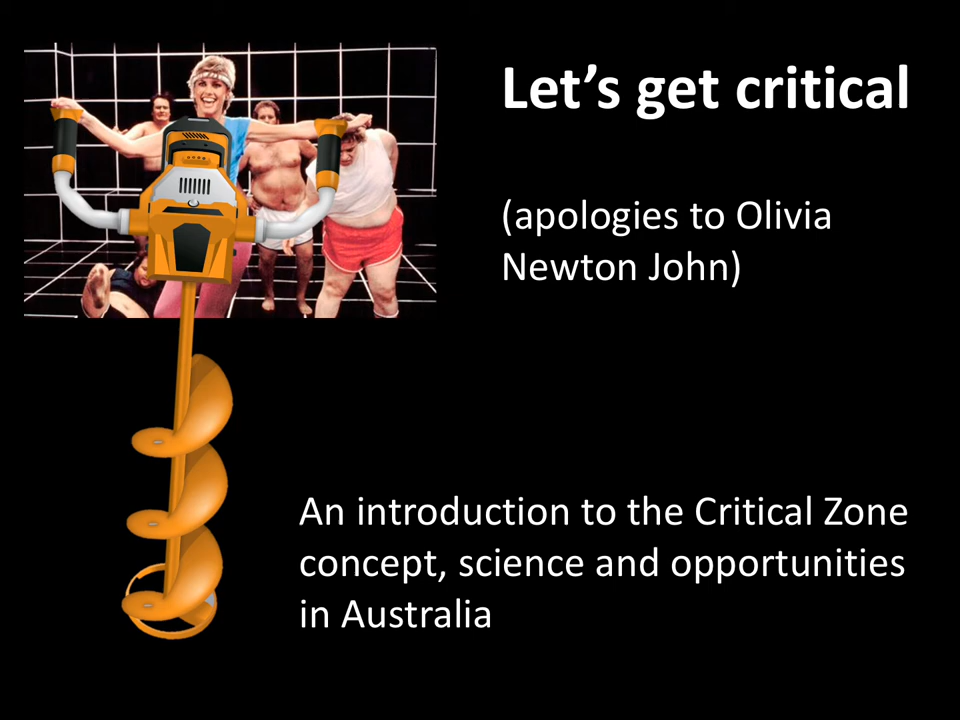 Let’s get critical
(apologies to Olivia
Newton John)
An introduction to the Critical Zone
concept, science and opportunities
in Australia